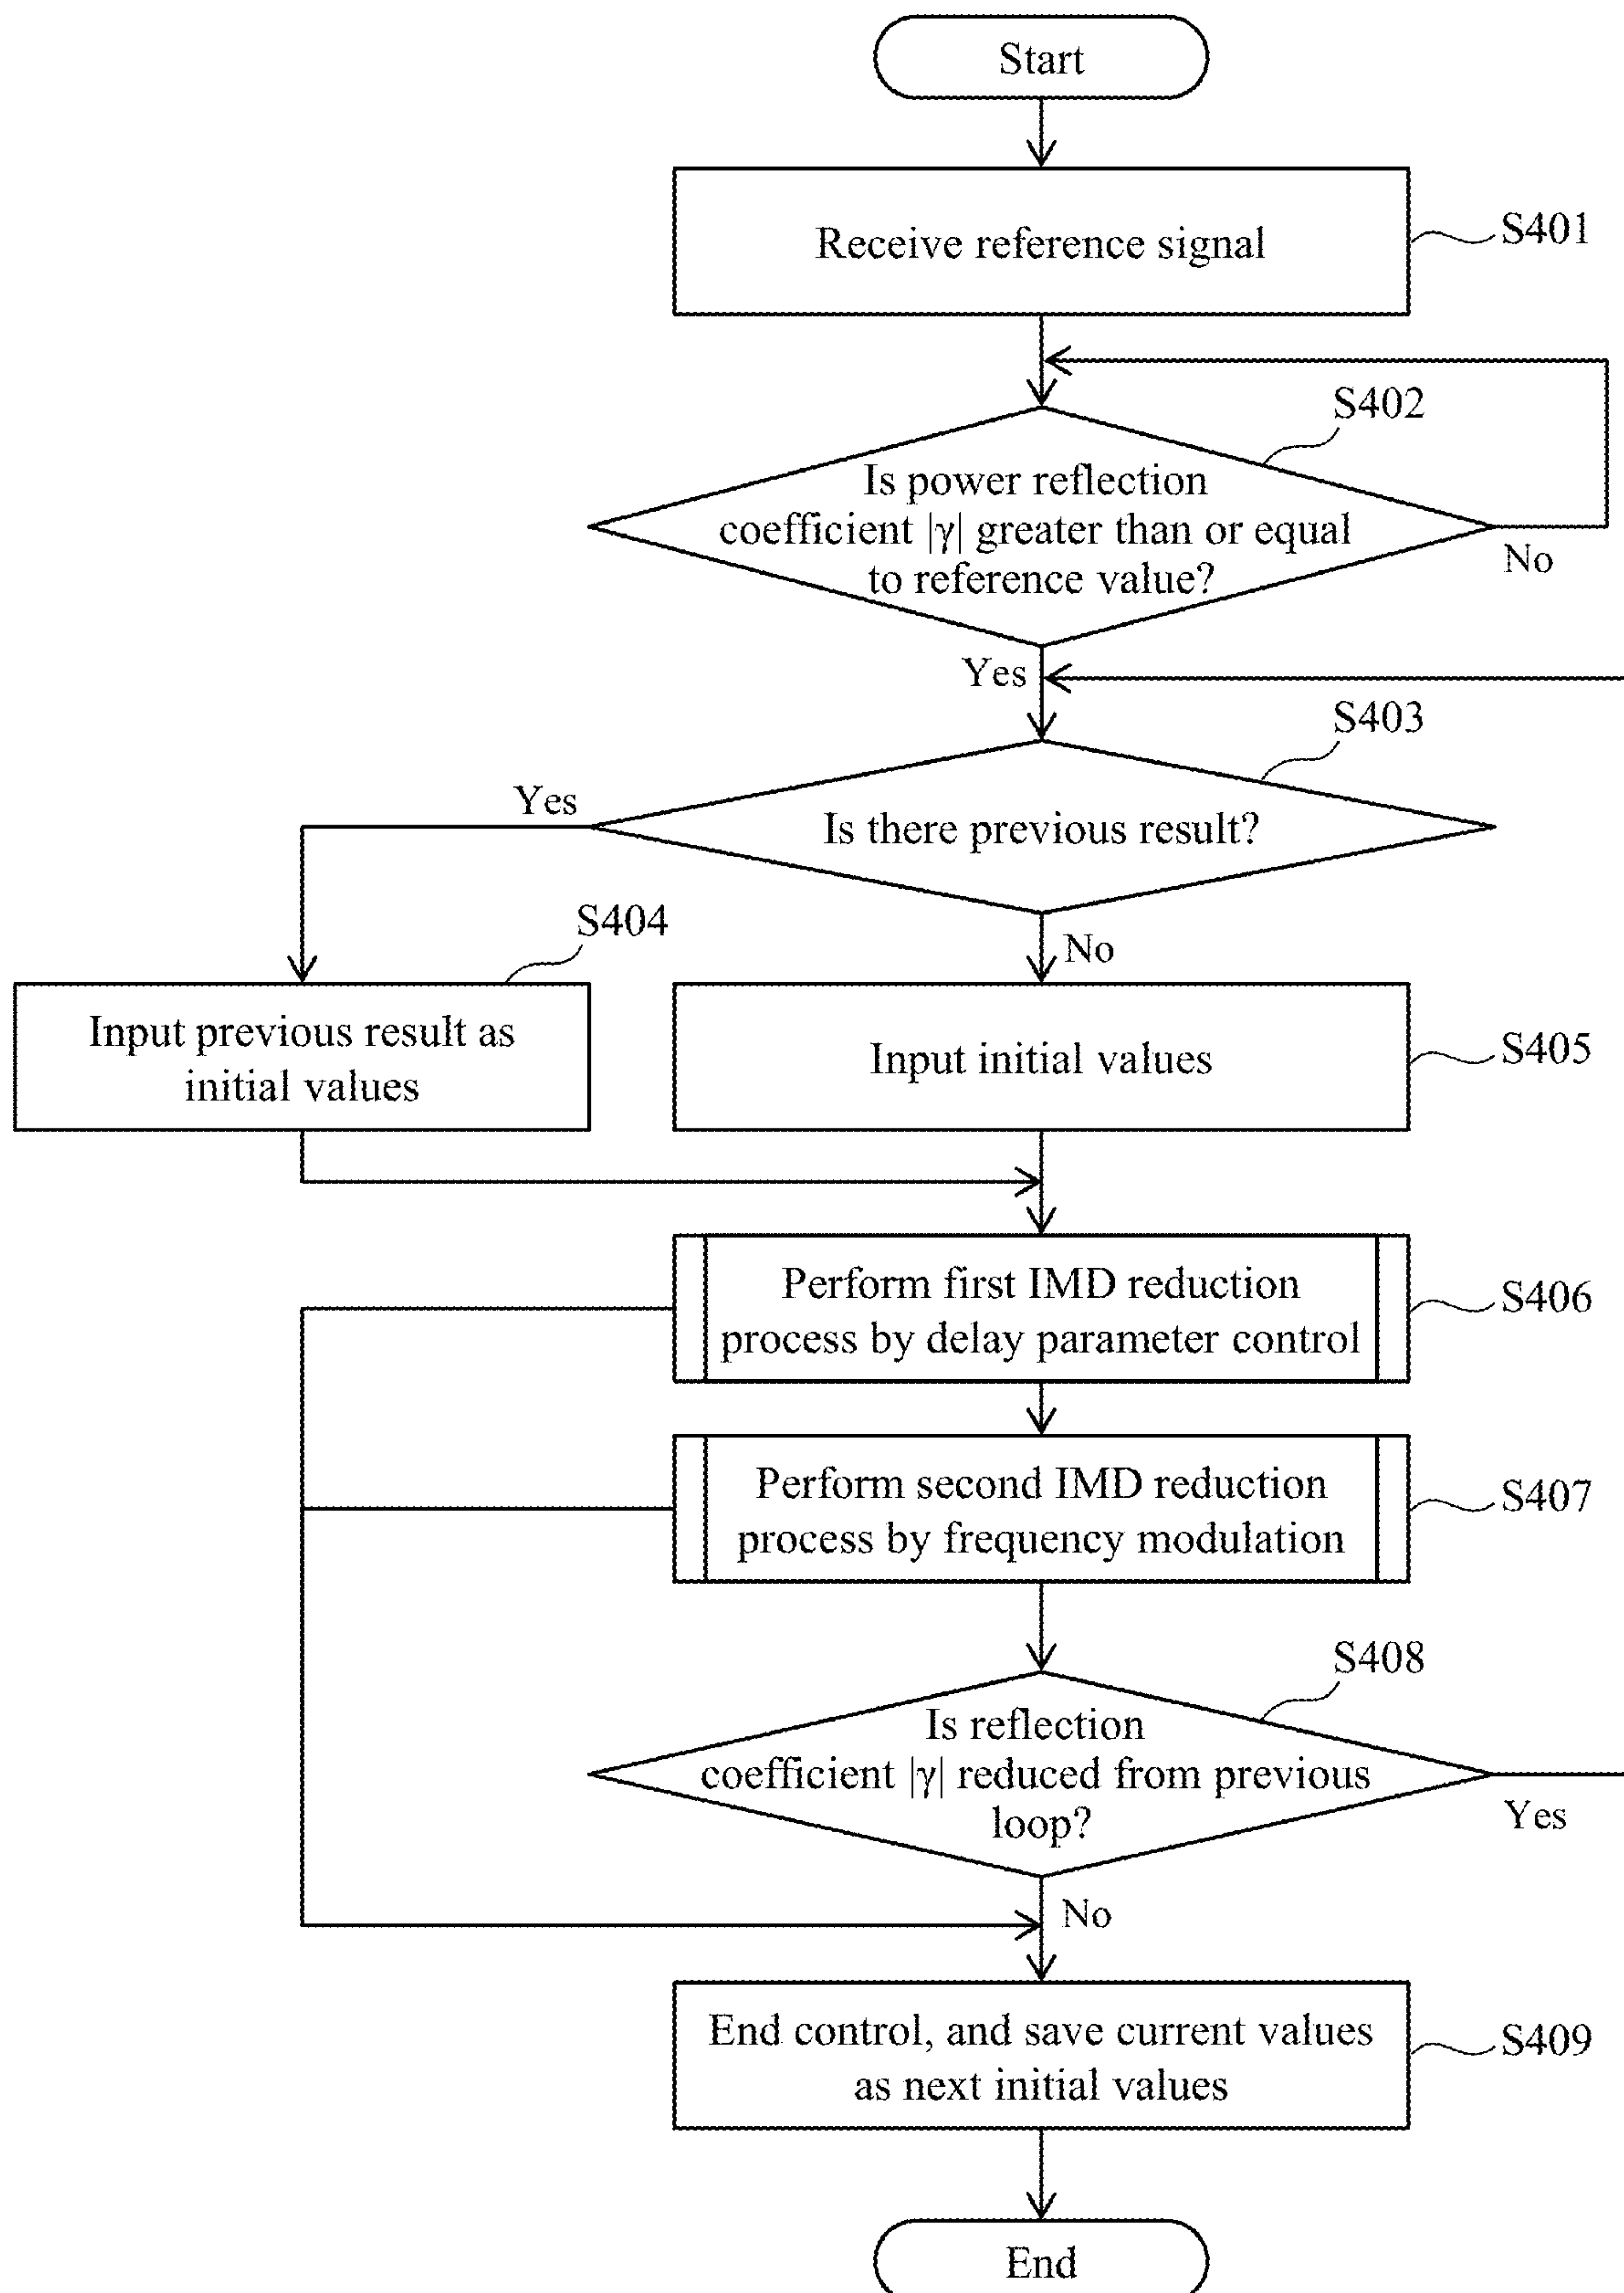 Start
Receive reference signal
S401
S402
Is power reflection
coefficient |γ| greater than or equal
to reference value?
No
Yes
S403
Yes
Is there previous result?
S404
No
Input previous result as
initial values
Input initial values
S405
Perform first IMD reduction
process by delay parameter control
S406
Perform second IMD reduction
process by frequency modulation
S407
S408
Is reflection
coefficient |γ| reduced from previous
loop?
Yes
No
End control, and save current values
as next initial values
S409
End